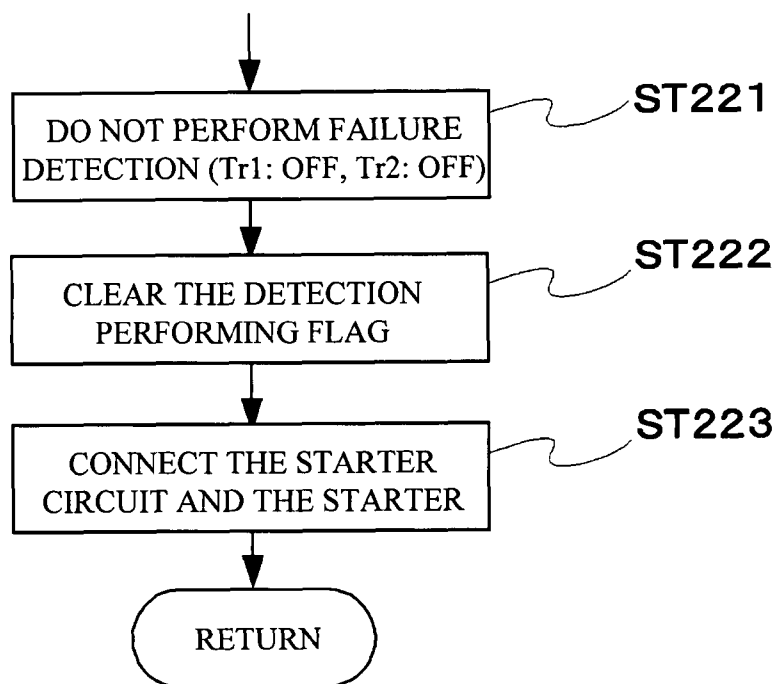 ST221
DO NOT PERFORM FAILURE
DETECTION (Tr1: OFF, Tr2: OFF)
ST222
CLEAR THE DETECTION
PERFORMING FLAG
ST223
CONNECT THE STARTER
CIRCUIT AND THE STARTER
RETURN